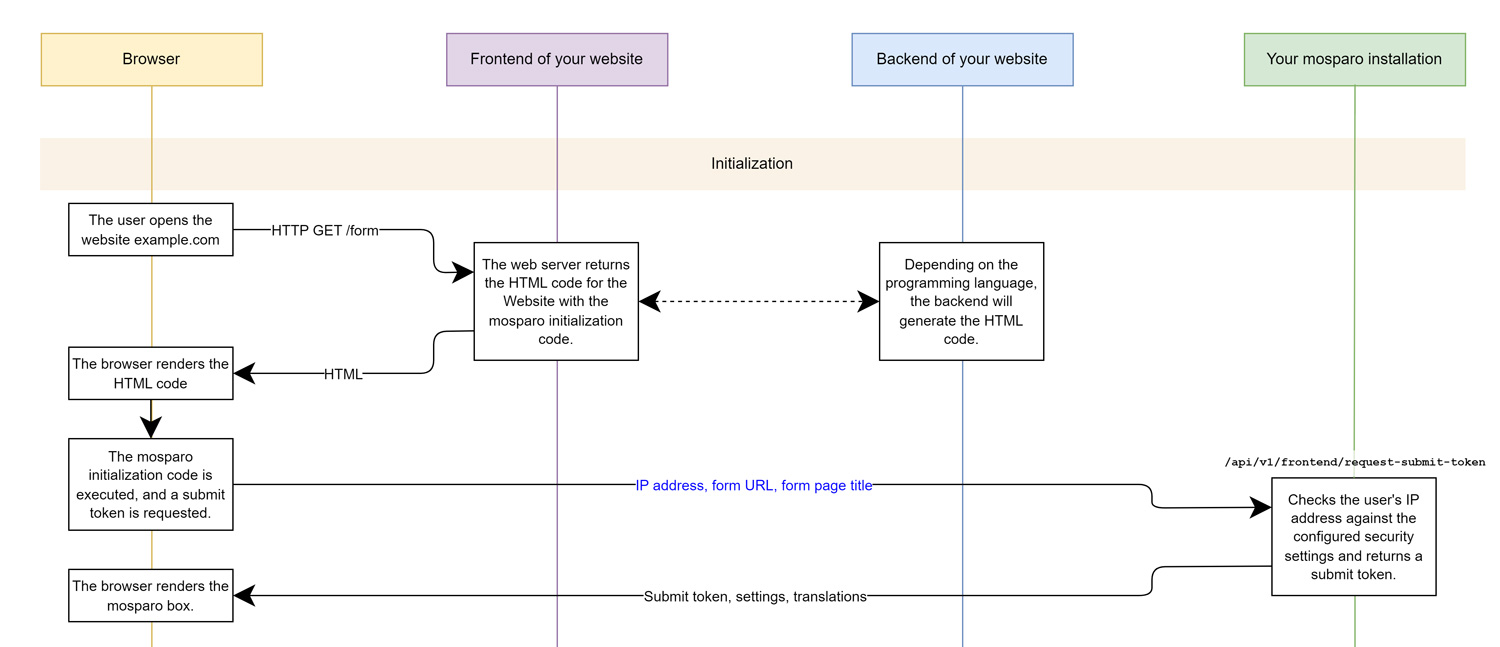 Browser
Frontend of your website
Backend of your website
Your mosparo installation
Initialization
The user opens the
website example.com
HTTP GET /form
The web server returns
the HTML code for the
Website with the
mosparo initialization
code.
Depending on the
programming language,
the backend will
generate the HTML
code.
HTML
The browser renders the
HTML code
The mosparo
initialization code is
executed, and a submit
token is requested.
IP address, form URL, form page title
/api/v1/frontend/request-submit-token
Checks the user's IP
address against the
configured security
settings and returns a
submit token.
Submit token, settings, translations
The browser renders the
mosparo box.